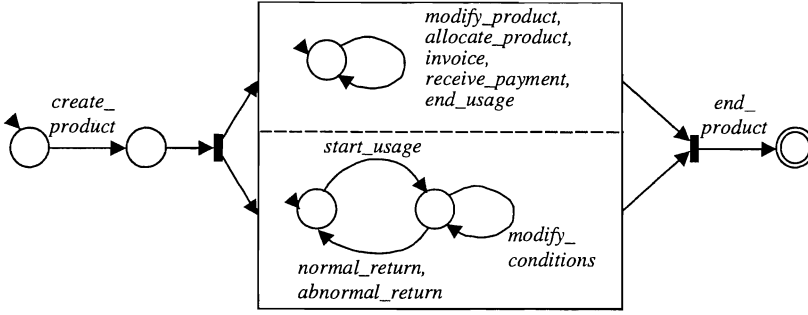 modify_product,
allocate_product,
invoice,
receive_payment,
end_usage
create_
product
end_
product
start_usage
modify_
conditions
normal_return,
abnormal_return